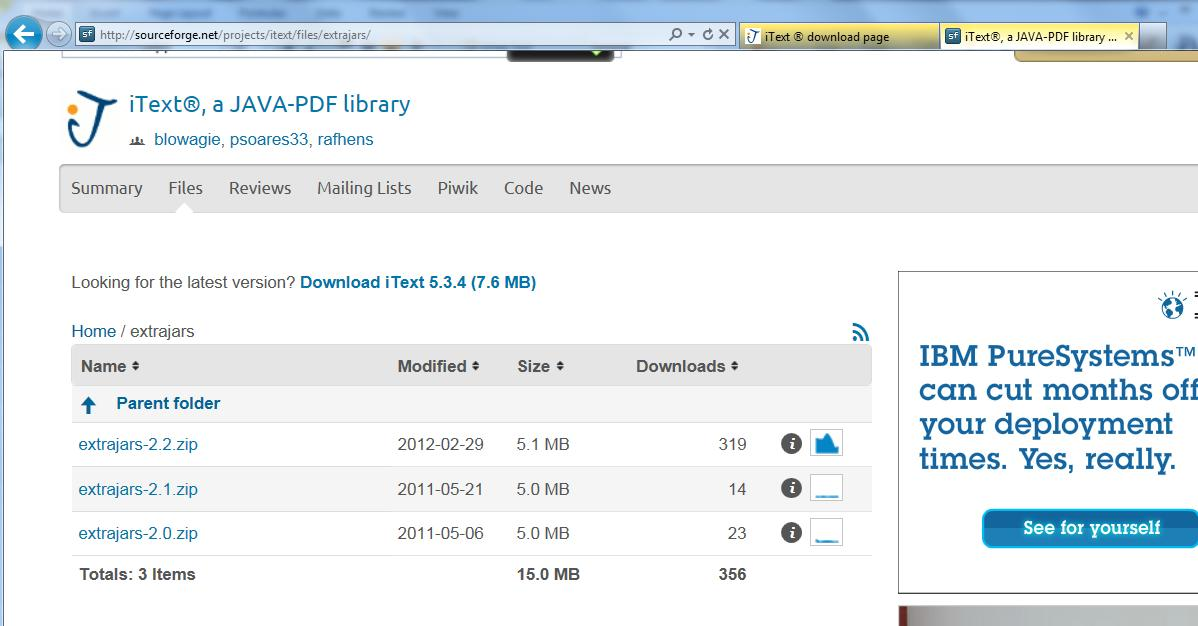 http://sourceforge.net/projects/itext/files/extrajars/
iText ® download page
iText®, a JAVA-PDF library ...
iText®, a JAVA-PDF library
blowagie, psoares33, rafhens
Summary Files Reviews Mailing Lists Piwik Code News
Looking for the latest version? Download iText 5.3.4 (7.6 MB)
Home / extrajars
Name Modified Size Downloads
Parent folder
extrajars-2.2.zip 2012-02-29 5.1 MB 319
extrajars-2.1.zip 2011-05-21 5.0 MB 14
extrajars-2.0.zip 2011-05-06 5.0 MB 23
Totals: 3 Items 15.0 MB 356
IBM PureSystems™
can cut months off
your deployment
times. Yes, really.
See for yourself